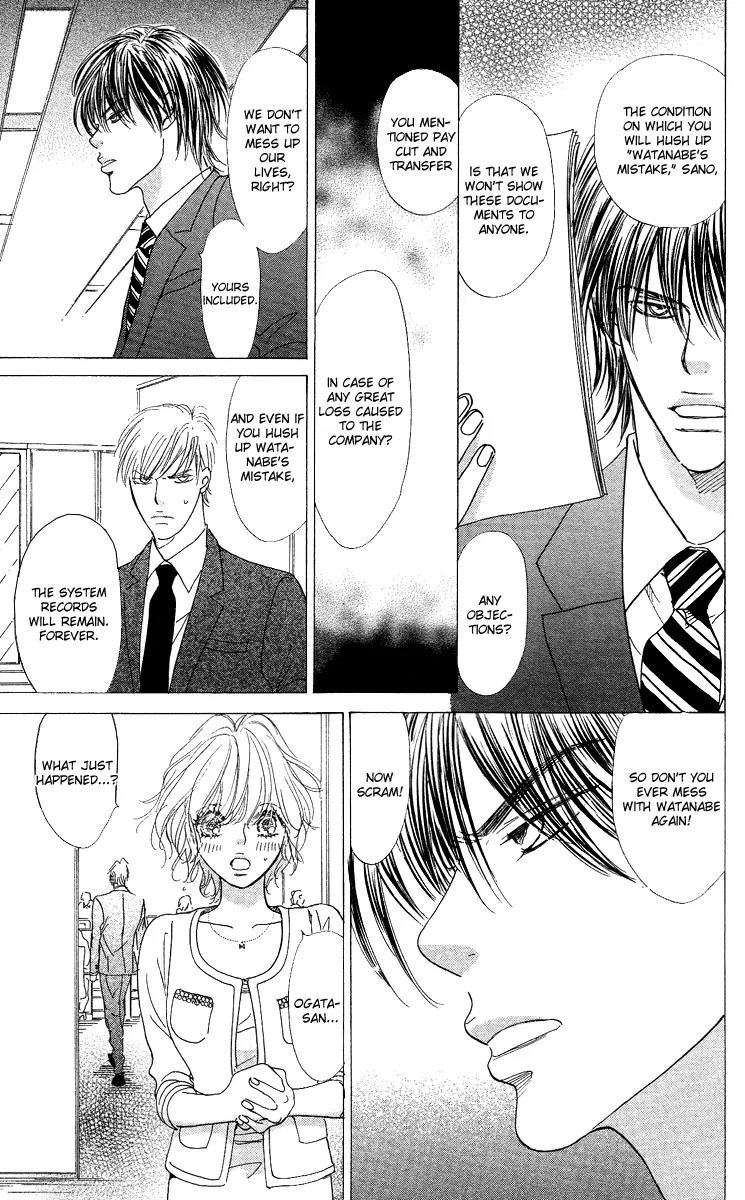 THE CONDITION
ON WHICH YOU
WILL HUSH UP
"WATANABE'S
MISTAKE," SANO,
IS THAT WE
WON'T SHOW
THESE DOCU-
MENTS TO
ANYONE.
ANY
OBJEC-
TIONS?
YOU MEN-
TIONED PAY
CUT AND
TRANSFER
IN CASE OF
ANY GREAT
LOSS CAUSED
TO THE
COMPANY?
WE DON'T
WANT TO
MESS UP
OUR
LIVES,
RIGHT?
YOURS
INCLUDED.
AND EVEN IF
YOU HUSH
UP WATA-
NABE'S
MISTAKE,
THE SYSTEM
RECORDS
WILL REMAIN.
FOREVER.
SO DON'T YOU
EVER MESS
WITH WATANABE
AGAIN!
NOW
SCRAM!
WHAT JUST
HAPPENED...?
OGATA-
SAN...